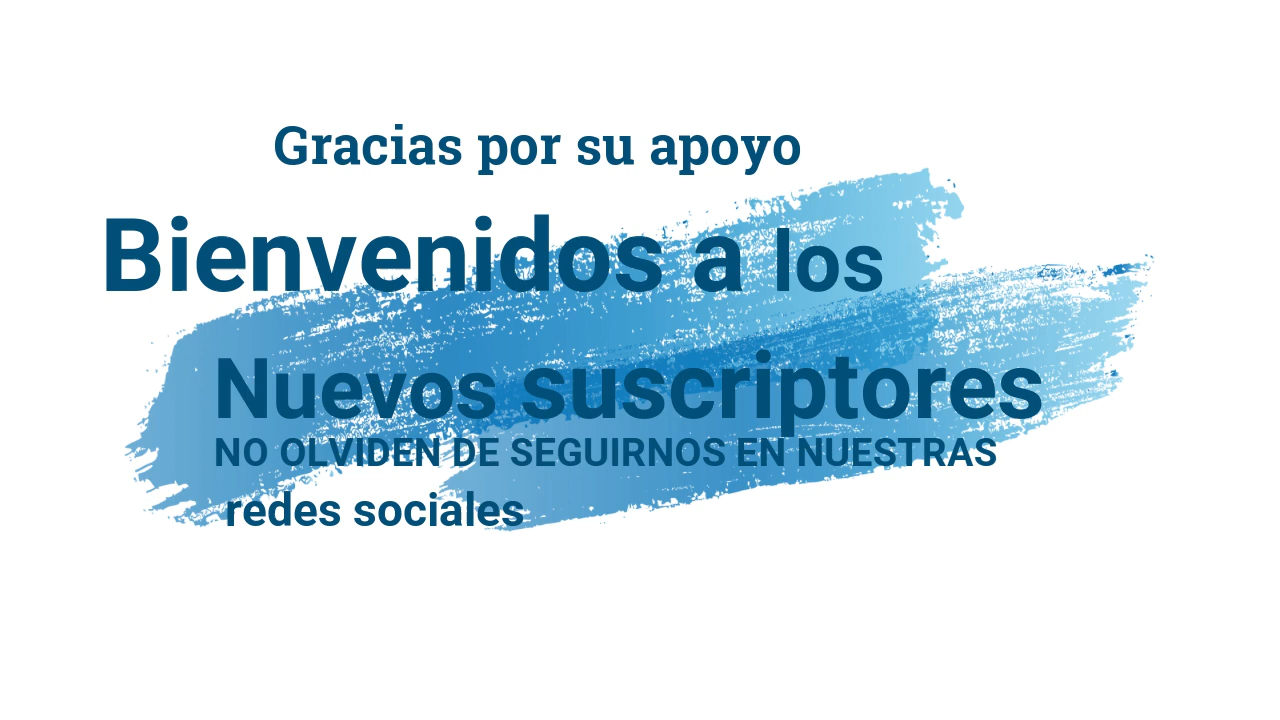 Gracias por su apoyo
Bienvenidos a los
Nuevos suscriptores
NO OLVIDEN DE SEGUIRNOS EN NUESTRAS
redes sociales